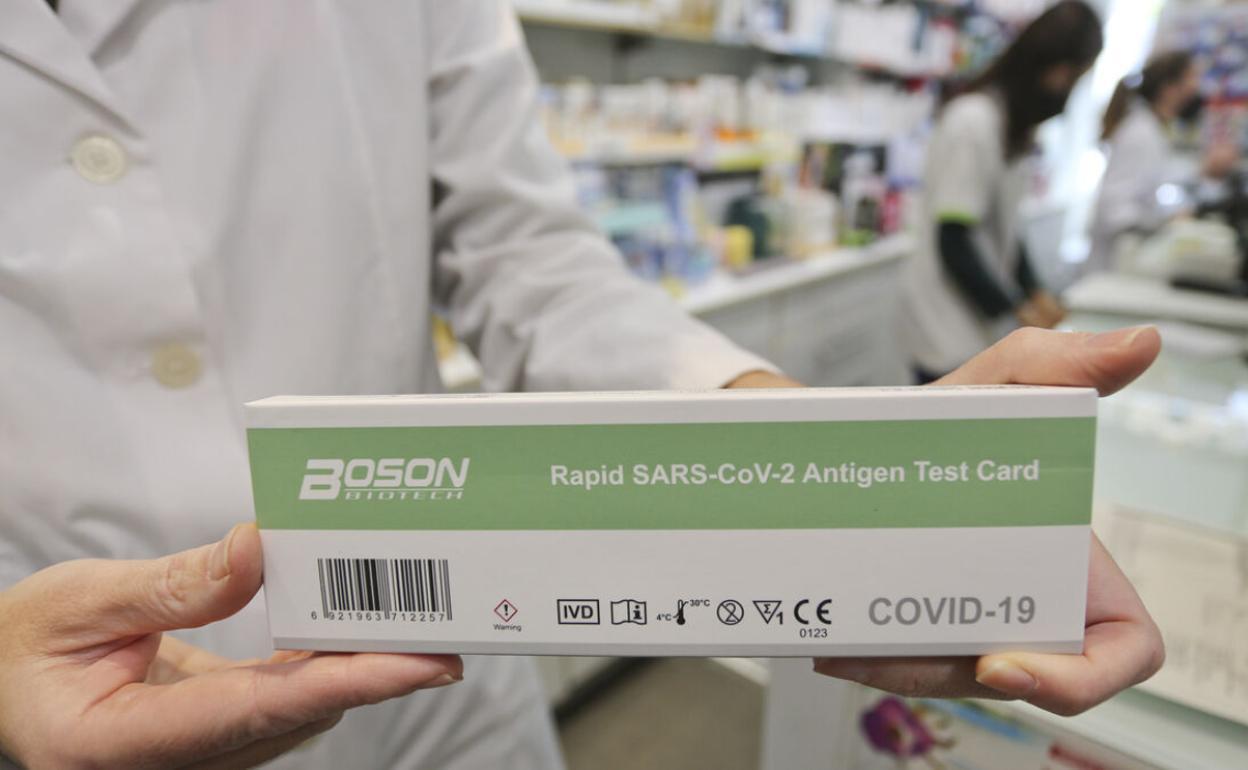 BOSON
BIOTECH
Rapid SARS-CoV-2 Antigen Test Card
6 921963 712257
Warning
IVD
i
4°C 30°C
2
Σ 1
CE
0123
COVID-19